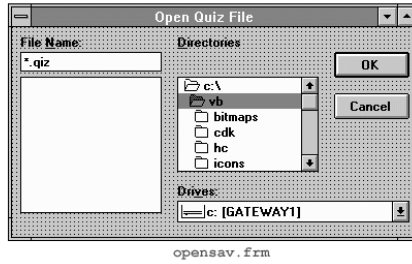 Open Quiz File
File Name:
*.qiz
Directories
c:\
vb
bitmaps
cdk
hc
icons
OK
Cancel
Drives:
c: [GATEWAY1]
opensav.frm